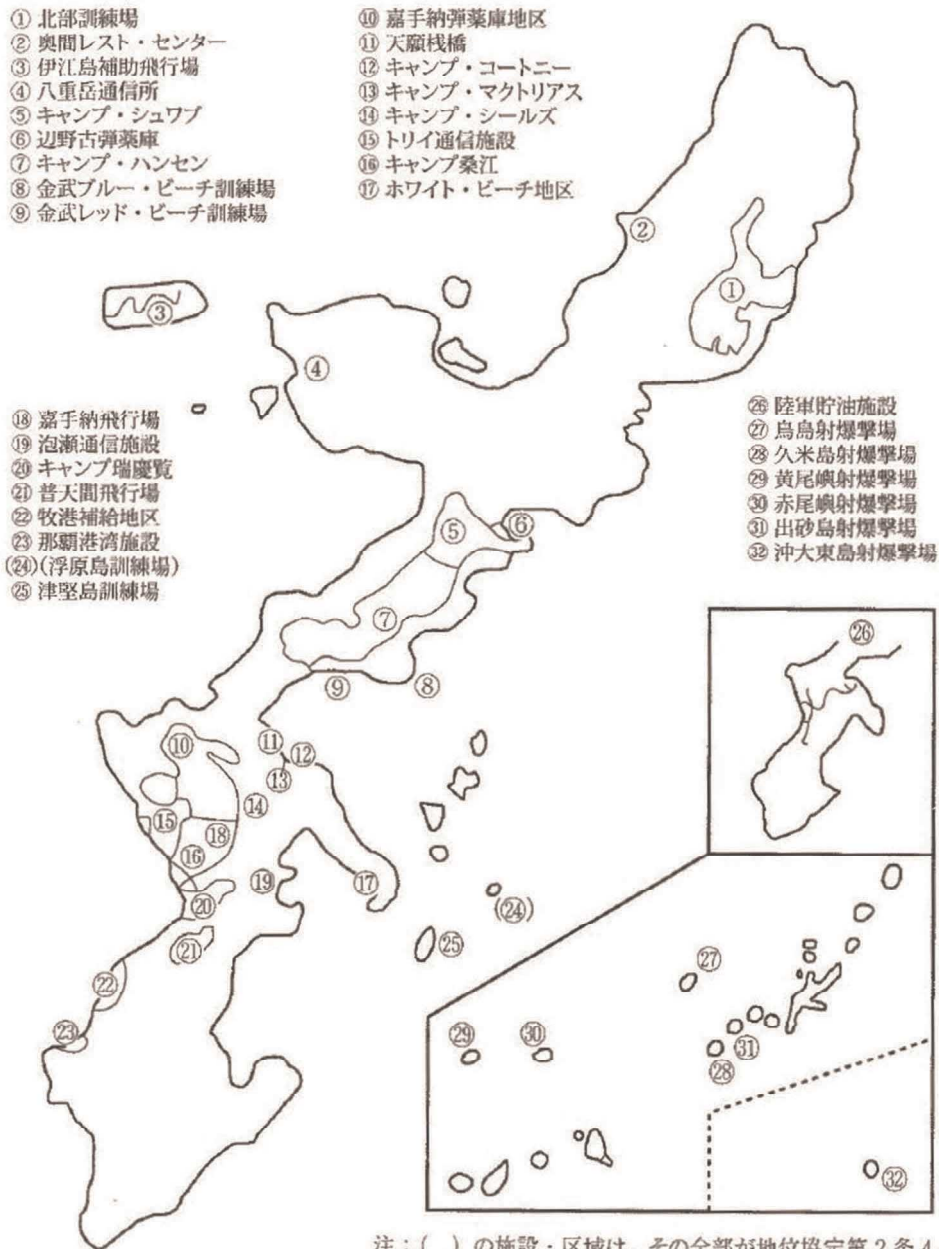 ① 北部訓練場
② 奥間レスト・センター
③ 伊江島補助飛行場
④ 八重岳通信所
⑤ キャンプ・シュワブ
⑥ 辺野古弾薬庫
⑦ キャンプ・ハンセン
⑧ 金武ブルー・ビーチ訓練場
⑨ 金武レッド・ビーチ訓練場
⑩ 嘉手納弾薬庫地区
⑪ 天願桟橋
⑫ キャンプ・コートニー
⑬ キャンプ・マクトリアス
⑭ キャンプ・シールズ
⑮ トリイ通信施設
⑯ キャンプ桑江
⑰ ホワイト・ビーチ地区
②
①
③
④
⑱ 嘉手納飛行場
⑲ 泡瀬通信施設
⑳ キャンプ瑞慶覧
㉑ 普天間飛行場
㉒ 牧港補給地区
㉓ 那覇港湾施設
(㉔)(浮原島訓練場)
㉕ 津堅島訓練場
㉖ 陸軍貯油施設
㉗ 鳥島射爆撃場
㉘ 久米島射爆撃場
㉙ 黄尾嶼射爆撃場
㉚ 赤尾嶼射爆撃場
㉛ 出砂島射爆撃場
㉜ 沖大東島射爆撃場
⑤
⑥
⑦
⑨
⑧
㉖
⑩
⑪
⑫
⑬
⑭
⑮
⑱
⑯
⑲
⑰
⑳
(㉔)
㉑
㉕
㉒
㉗
㉓
㉙
㉚
㉛
㉘
㉜
注:( )の施設・区域は、その全部が地位協定第2条4